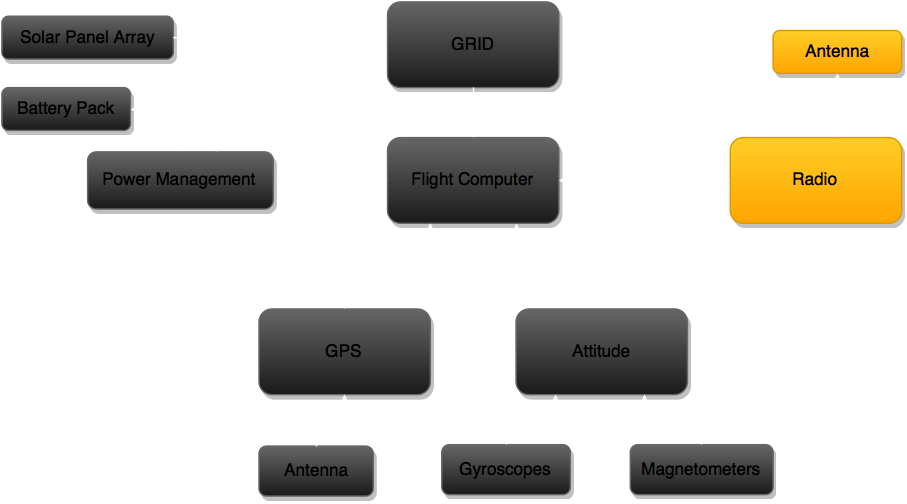 Solar Panel Array
GRID
Antenna
Battery Pack
Power Management
Flight Computer
Radio
GPS
Attitude
Antenna
Gyroscopes
Magnetometers